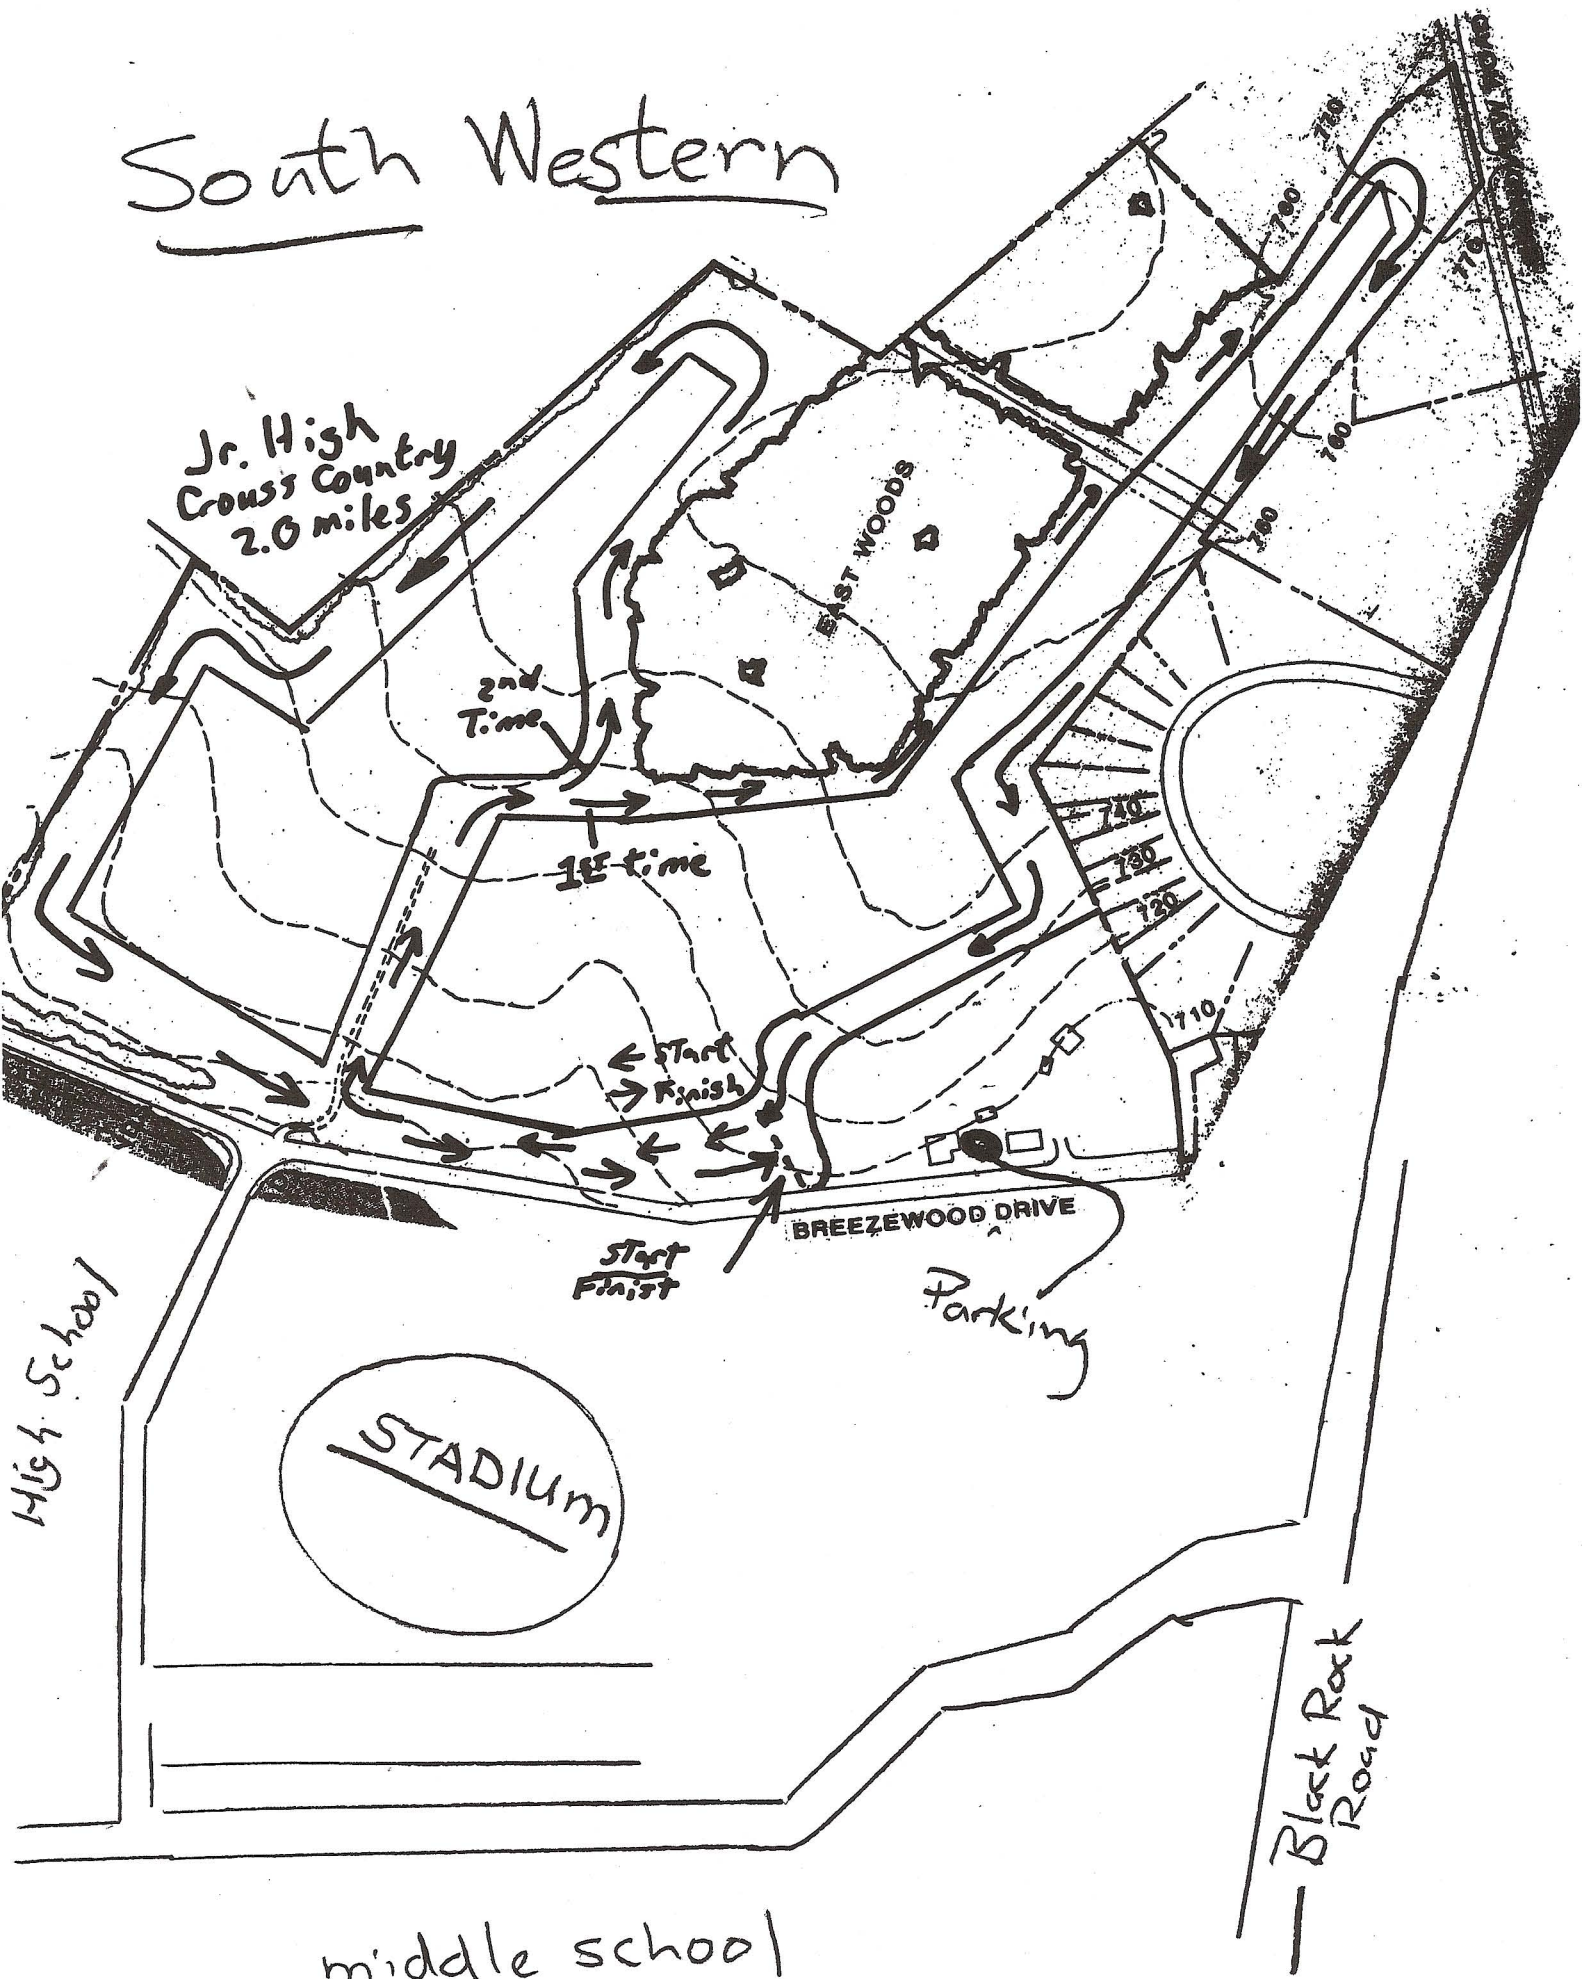 South Western
770
780
770
Jr. High
Crouss Country
2.0 miles
760
EAST WOODS
2nd
Time
1st time
740
730
720
710
← Start
→ Finish
BREEZEWOOD DRIVE
Start
Finist
Parking
High School
STADIUM
Black Rock
Road
middle school